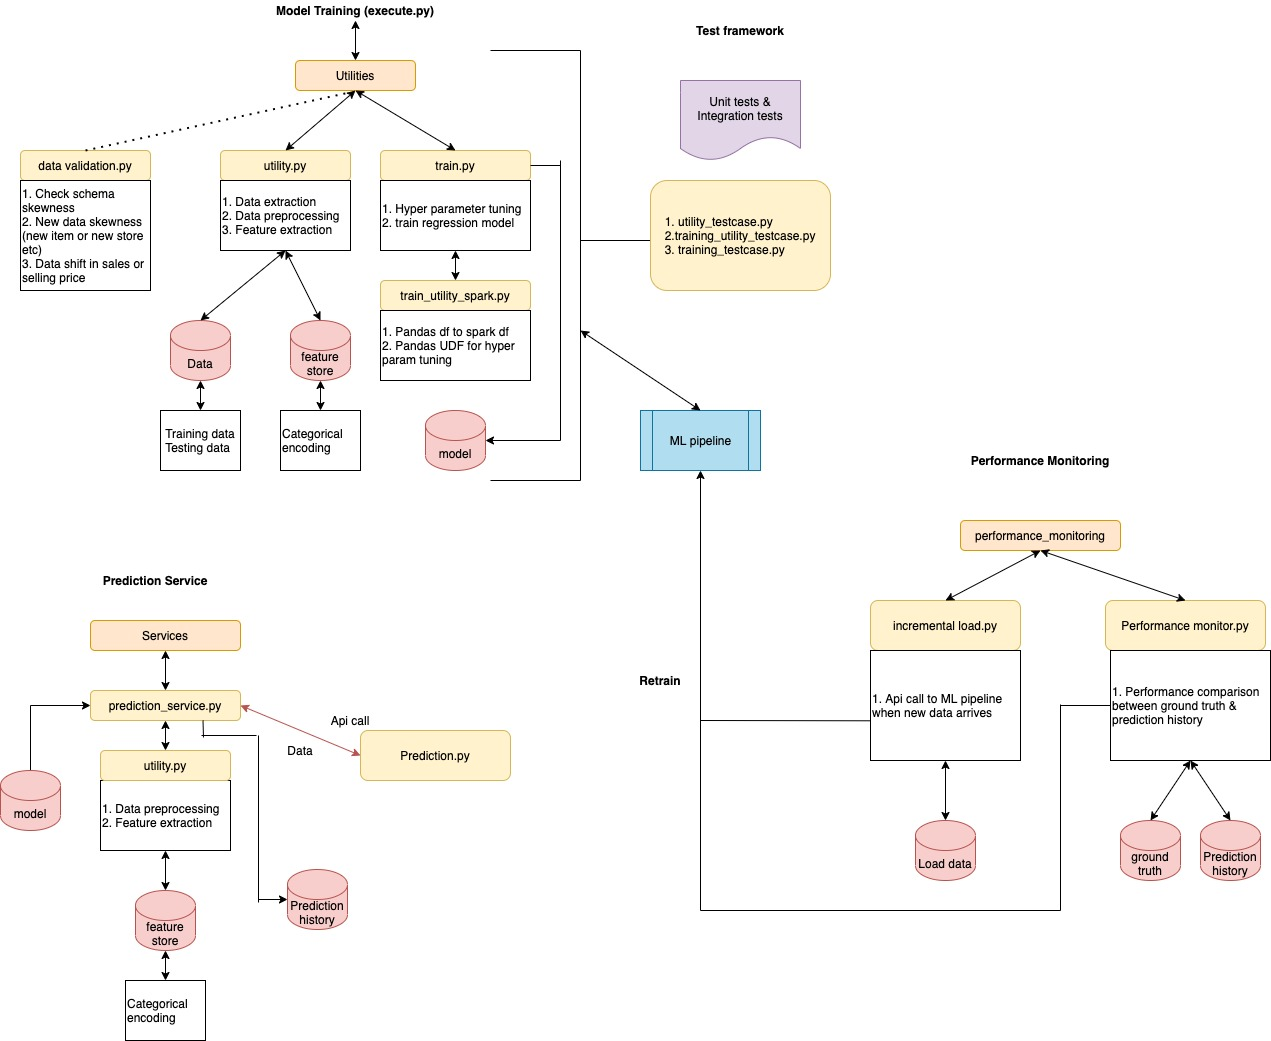 Model Training (execute.py)
Utilities
data validation.py
1. Check schema
skewness
2. New data skewness
(new item or new store
etc)
3. Data shift in sales or
selling price
utility.py
1. Data extraction
2. Data preprocessing
3. Feature extraction
train.py
1. Hyper parameter tuning
2. train regression model
train_utility_spark.py
1. Pandas df to spark df
2. Pandas UDF for hyper
param tuning
Data
feature
store
Training data
Testing data
Categorical
encoding
model
Test framework
Unit tests &
Integration tests
1. utility_testcase.py
2.training_utility_testcase.py
3. training_testcase.py
ML pipeline
Performance Monitoring
performance_monitoring
incremental load.py
1. Api call to ML pipeline
when new data arrives
Performance monitor.py
1. Performance comparison
between ground truth &
prediction history
Load data
ground
truth
Prediction
history
Retrain
Prediction Service
Services
prediction_service.py
Api call
Data
Prediction.py
utility.py
1. Data preprocessing
2. Feature extraction
model
feature
store
Prediction
history
Categorical
encoding